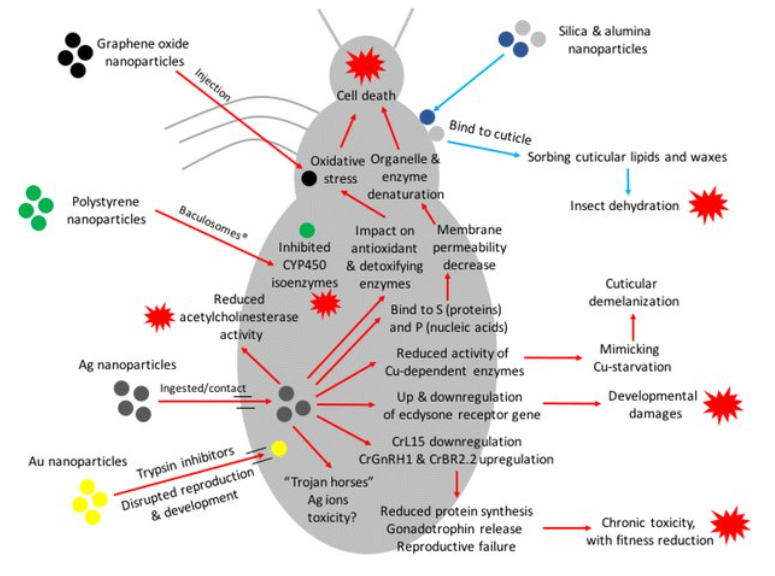 Graphene oxide
nanoparticles
Injection
Cell death
Silica & alumina
nanoparticles
Bind to cuticle
Sorbing cuticular lipids and waxes
Insect dehydration
Oxidative
stress
Organelle &
enzyme
denaturation
Polystyrene
nanoparticles
Baculosomes®
Inhibited
CYP450
isoenzymes
Impact on
antioxidant
& detoxifying
enzymes
Membrane
permeability
decrease
Reduced
acetylcholinesterase
activity
Bind to S (proteins)
and P (nucleic acids)
Cuticular
demelanization
Ag nanoparticles
Ingested/contact
Reduced activity of
Cu-dependent enzymes
Mimicking
Cu-starvation
Up & downregulation
of ecdysone receptor gene
Developmental
damages
CrL15 downregulation
CrGnRH1 & CrBR2.2 upregulation
Au nanoparticles
Trypsin inhibitors
Disrupted reproduction
& development
“Trojan horses”
Ag ions
toxicity?
Reduced protein synthesis
Gonadotrophin release
Reproductive failure
Chronic toxicity,
with fitness reduction